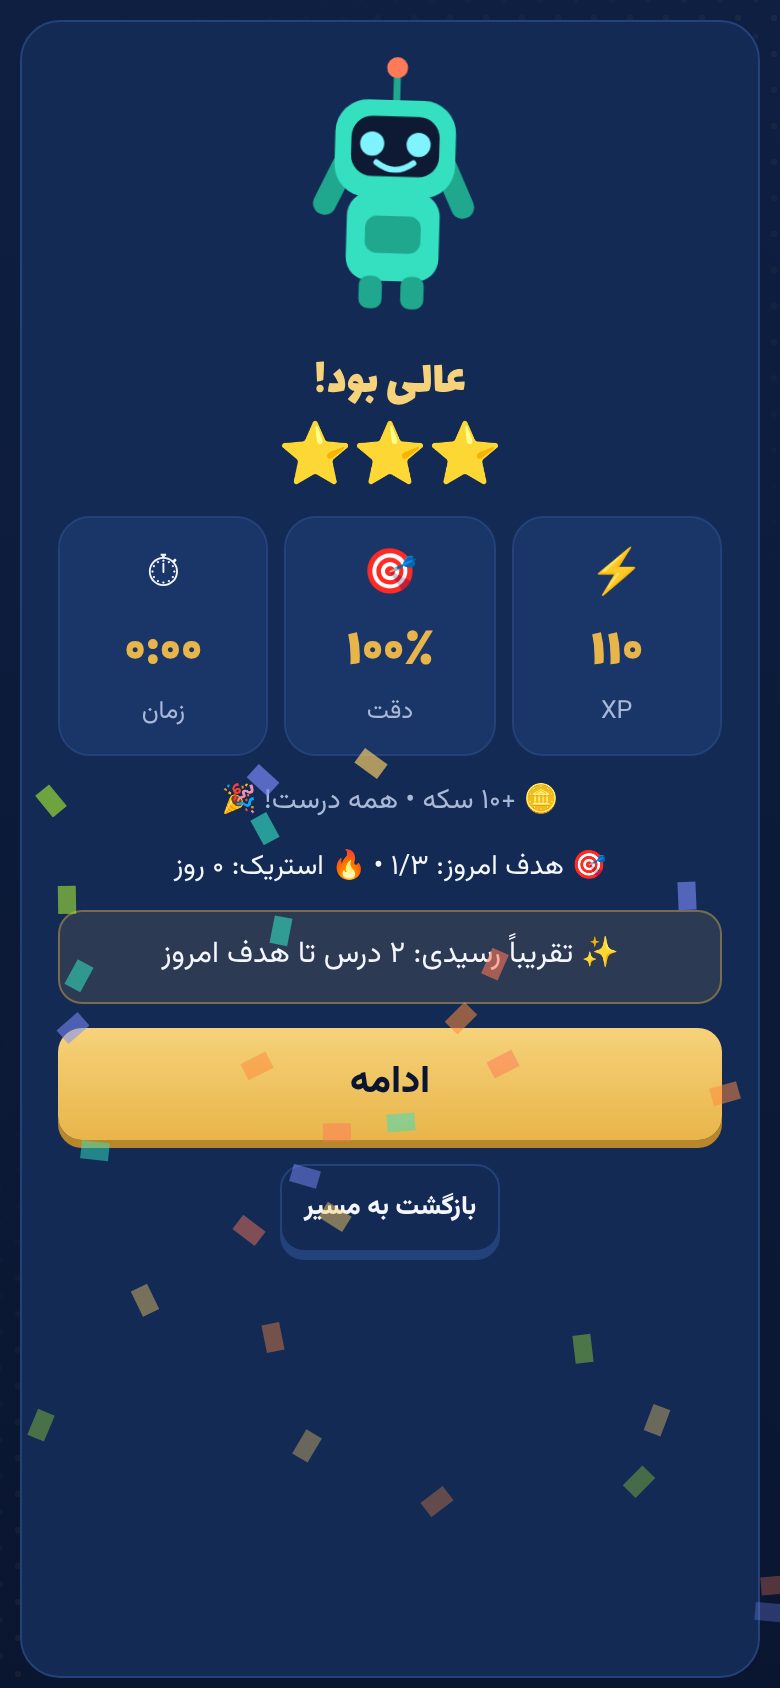 عالی بود!
۱۱۰
XP
۱۰۰٪
دقت
۰:۰۰
زمان
+۱۰ سکه • همه درست!
هدف امروز: ۱/۳ • استریک: ۰ روز
تقریباً رسیدی: ۲ درس تا هدف امروز
ادامه
بازگشت به مسیر